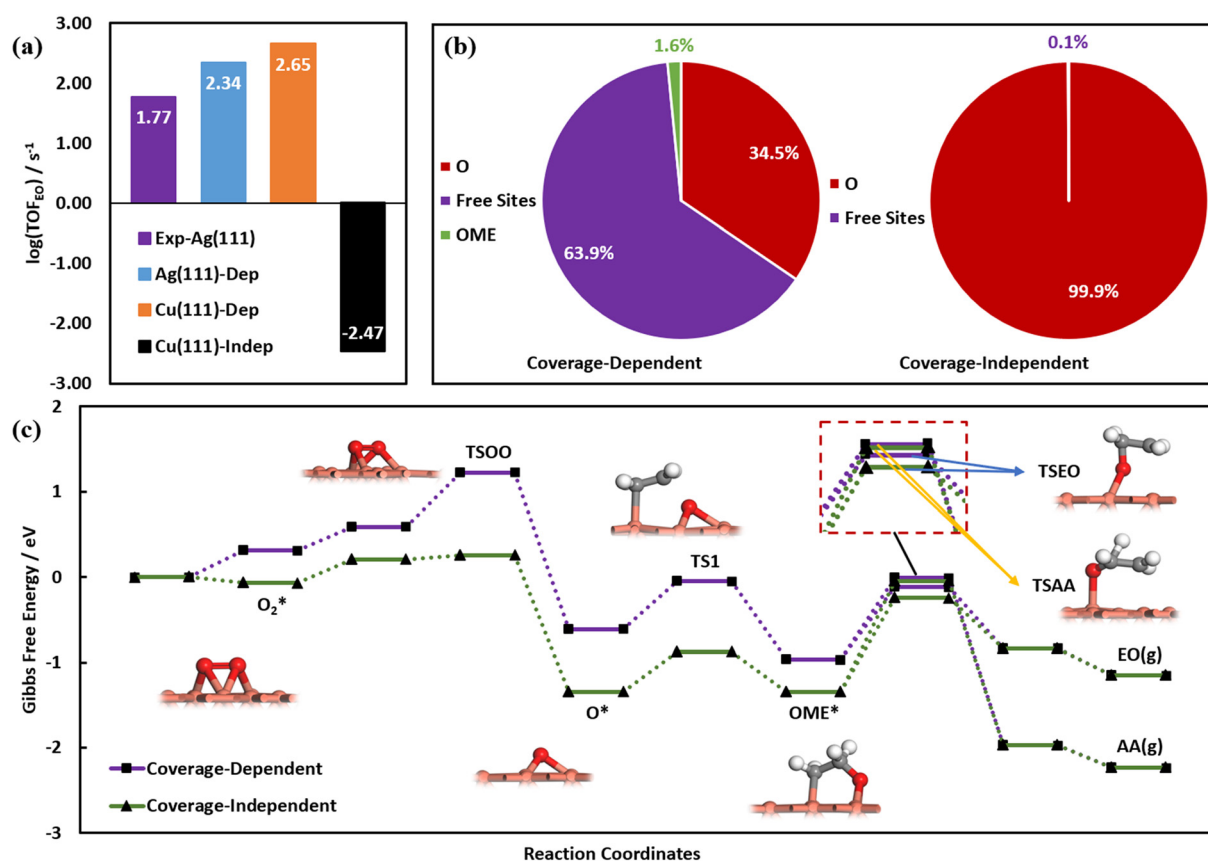 (a)
3.00
2.00
1.00
0.00
-1.00
-2.00
-3.00
log(TOFEO) / s-1
1.77
2.34
2.65
-2.47
Exp-Ag(111)
Ag(111)-Dep
Cu(111)-Dep
Cu(111)-Indep
(b)
1.6%
34.5%
63.9%
O
Free Sites
OME
Coverage-Dependent
0.1%
99.9%
O
Free Sites
Coverage-Independent
(c)
2
1
0
-1
-2
-3
Gibbs Free Energy / eV
O2*
TSOO
O*
TS1
OME*
TSEO
TSAA
EO(g)
AA(g)
Coverage-Dependent
Coverage-Independent
Reaction Coordinates